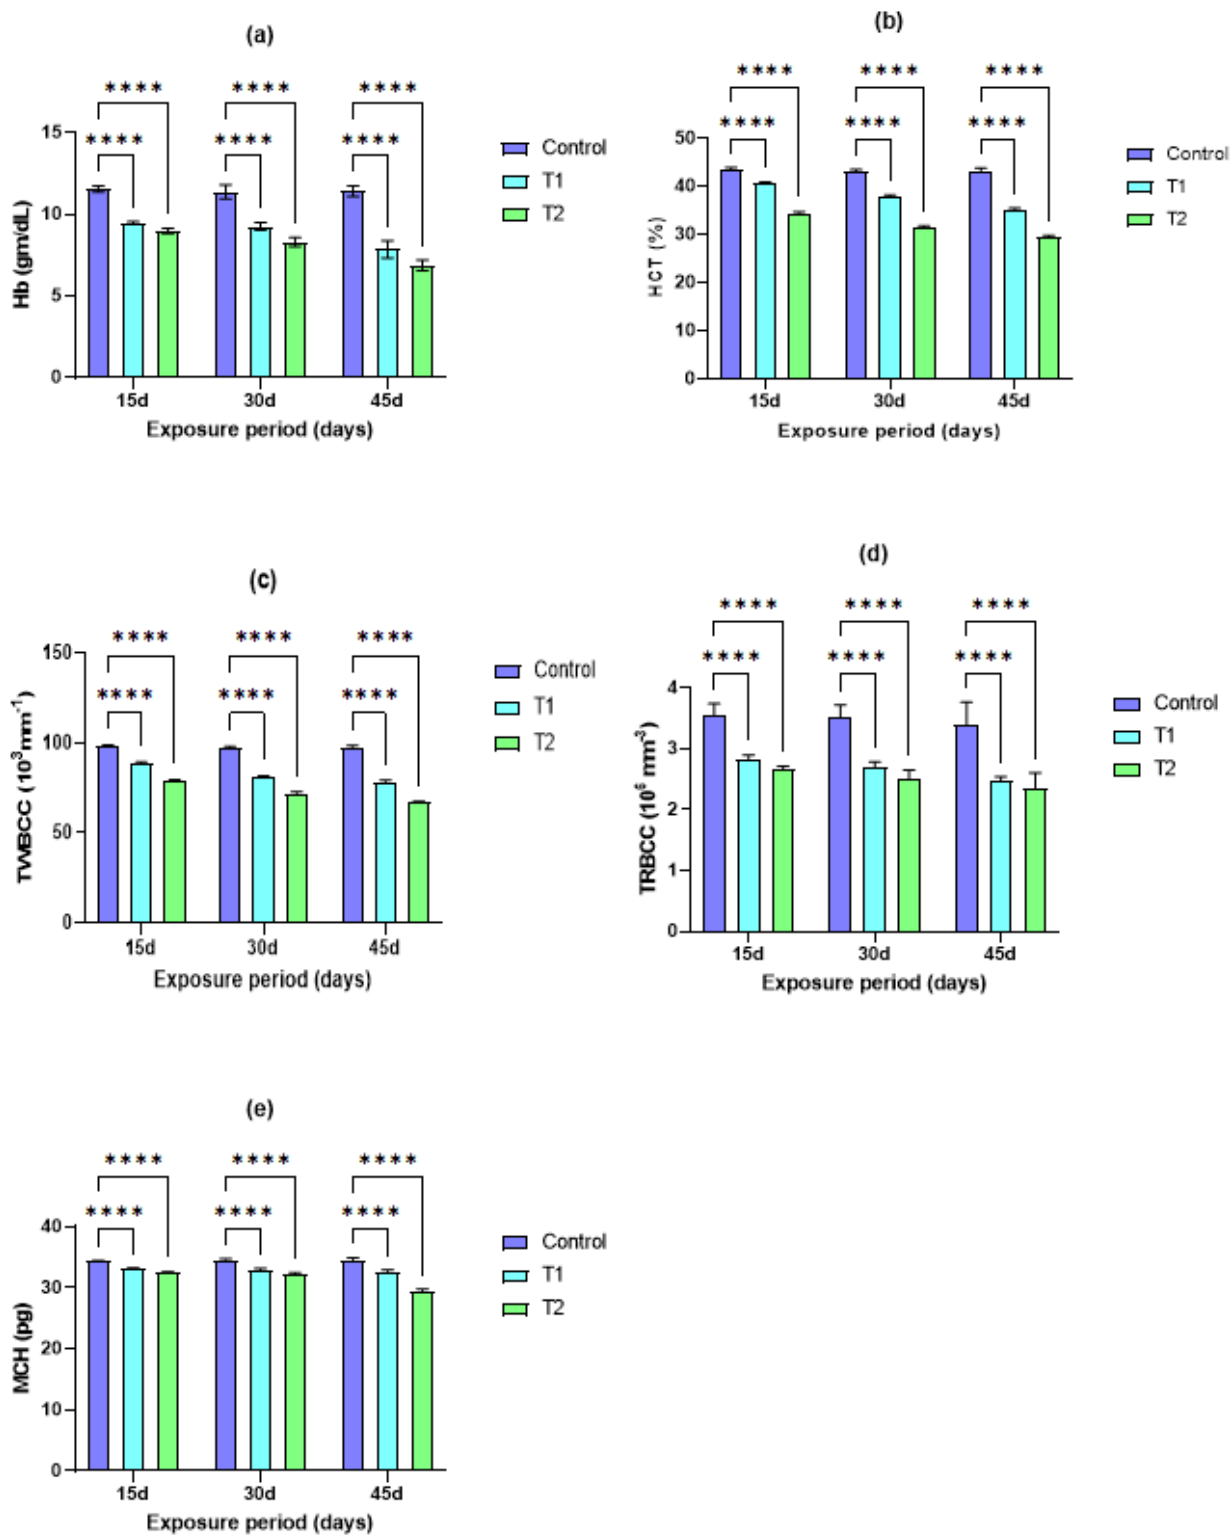 (a)
****
****
****
****
****
****
15
10
5
0
Hb (gm/dL)
15d
30d
45d
Exposure period (days)
Control
T1
T2
(b)
****
****
****
****
****
****
50
40
30
20
10
0
HCT (%)
15d
30d
45d
Exposure period (days)
Control
T1
T2
(c)
****
****
****
****
****
****
150
100
50
0
TWBCC (10³mm⁻¹)
15d
30d
45d
Exposure period (days)
Control
T1
T2
(d)
****
****
****
****
****
****
4
3
2
1
0
TRBCC (10⁶ mm⁻³)
15d
30d
45d
Exposure period (days)
Control
T1
T2
(e)
****
****
****
****
****
****
40
30
20
10
0
MCH (pg)
15d
30d
45d
Exposure period (days)
Control
T1
T2